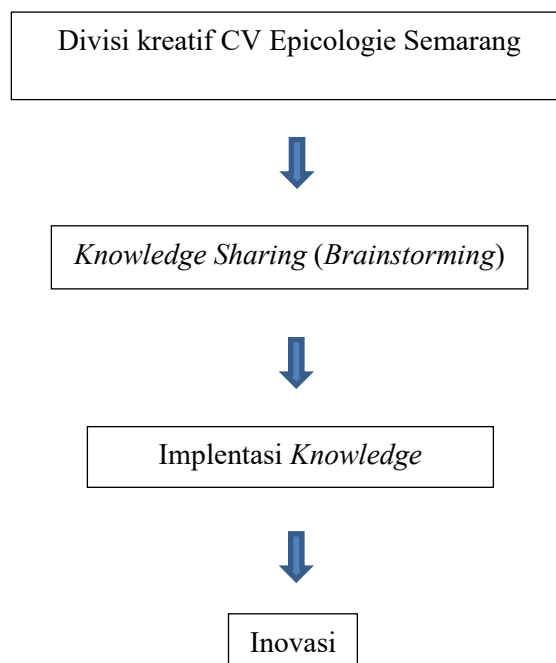 Divisi kreatif CV Epicologie Semarang
Knowledge Sharing (Brainstorming)
Implentasi Knowledge
Inovasi